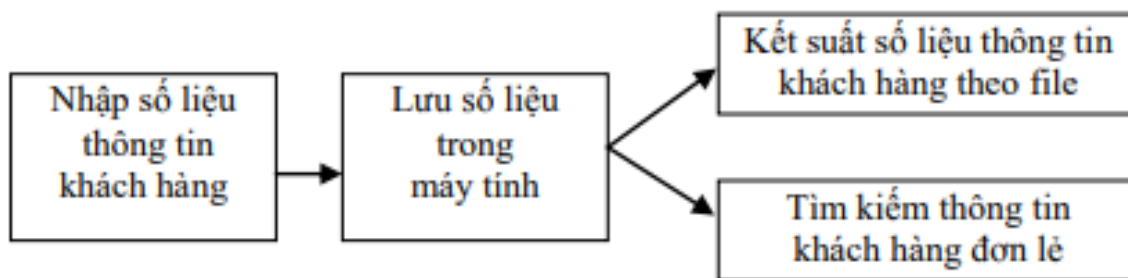 Nhập số liệu
thông tin
khách hàng
Lưu số liệu
trong
máy tính
Kết suất số liệu thông tin
khách hàng theo file
Tìm kiếm thông tin
khách hàng đơn lẻ